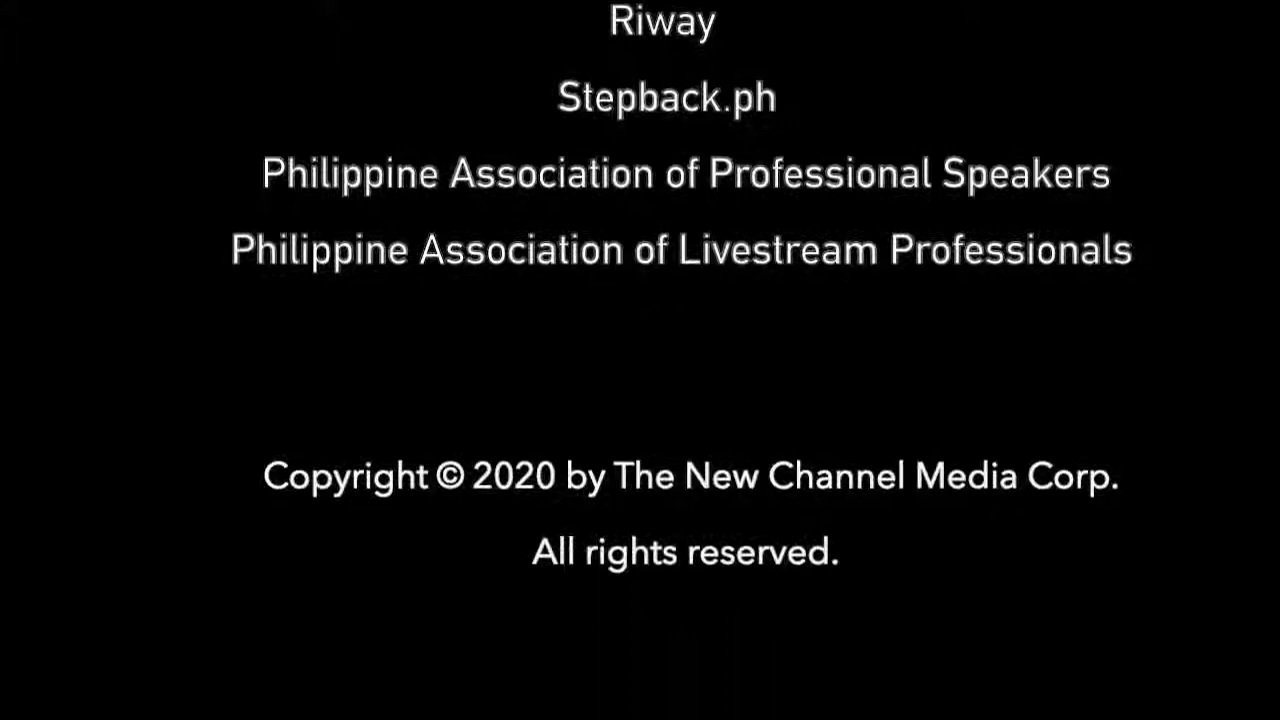 Riway
Stepback.ph
Philippine Association of Professional Speakers
Philippine Association of Livestream Professionals
Copyright © 2020 by The New Channel Media Corp.
All rights reserved.